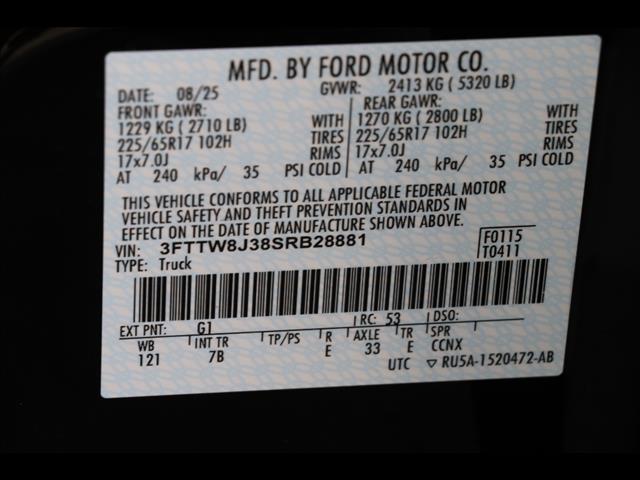 MFD. BY FORD MOTOR CO.
DATE: 08/25 GVWR: 2413 KG ( 5320 LB)
FRONT GAWR: REAR GAWR:
1229 KG ( 2710 LB) WITH 1270 KG ( 2800 LB) WITH
225/65R17 102H TIRES 225/65R17 102H TIRES
17x7.0J RIMS 17x7.0J RIMS
AT 240 kPa/ 35 PSI COLD AT 240 kPa/ 35 PSI COLD
THIS VEHICLE CONFORMS TO ALL APPLICABLE FEDERAL MOTOR
VEHICLE SAFETY AND THEFT PREVENTION STANDARDS IN
EFFECT ON THE DATE OF MANUFACTURE SHOWN ABOVE.
VIN: 3FTTW8J38SRB28881 F0115
TYPE: Truck T0411
EXT PNT: G1 RC: 53 DSO:
WB INT TR TP/PS R AXLE TR SPR
121 7B E 33 E CCNX
UTC ▽ RU5A-1520472-AB